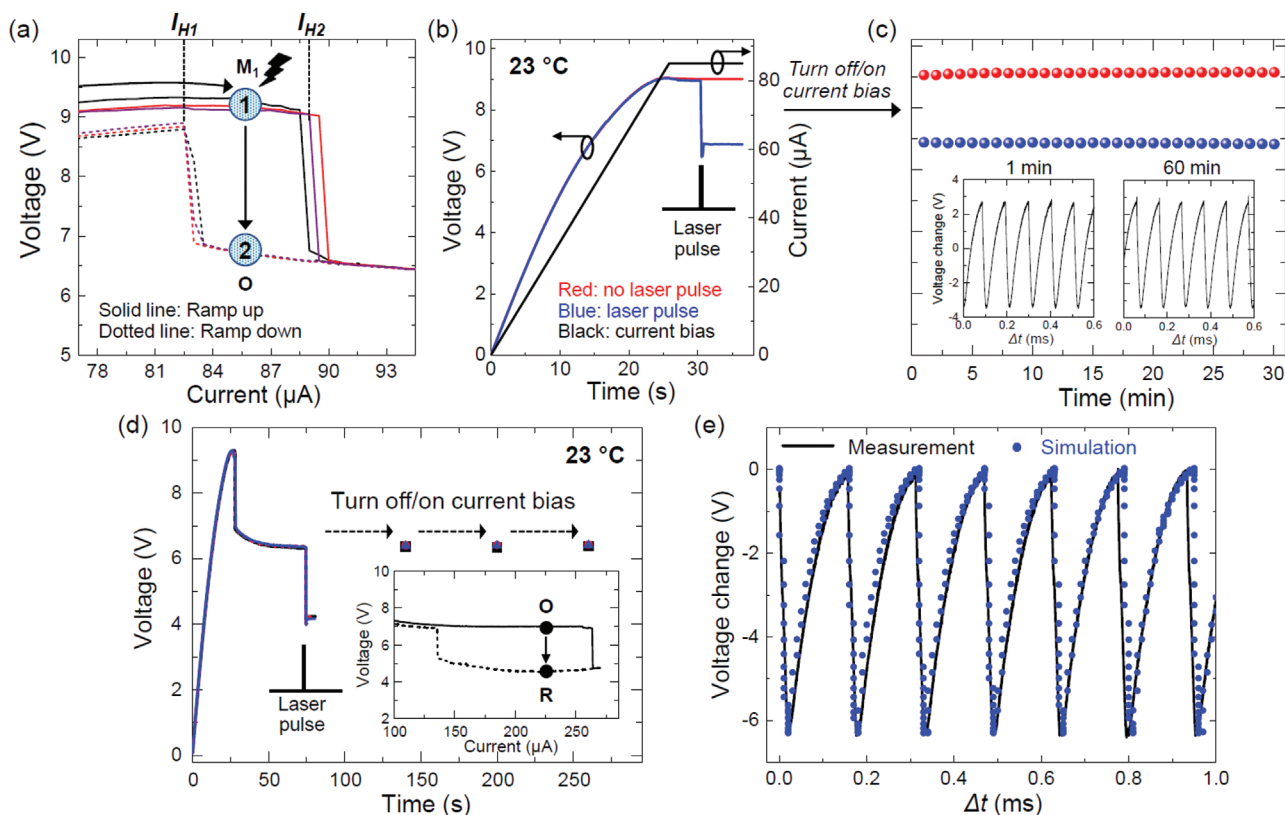 (a)
I_H1
I_H2
M1
1
2
O
Solid line: Ramp up
Dotted line: Ramp down
Voltage (V)
10
9
8
7
6
5
78
81
84
87
90
93
Current (µA)
(b)
23 °C
Laser
pulse
Red: no laser pulse
Blue: laser pulse
Black: current bias
Voltage (V)
10
8
6
4
2
0
0
10
20
30
Time (s)
80
60
40
20
0
Current (µA)
Turn off/on
current bias
(c)
1 min
60 min
Voltage change (V)
4
2
0
-2
-4
0.0
0.2
0.4
0.6
Δt (ms)
0.0
0.2
0.4
0.6
Δt (ms)
0
5
10
15
20
25
30
Time (min)
(d)
23 °C
Turn off/on current bias
Laser
pulse
Voltage (V)
10
8
6
4
2
0
0
50
100
150
200
250
Time (s)
O
R
Voltage (V)
8
7
6
5
4
3
2
100
150
200
250
Current (µA)
(e)
Measurement
Simulation
Voltage change (V)
0
-2
-4
-6
0.0
0.2
0.4
0.6
0.8
1.0
Δt (ms)